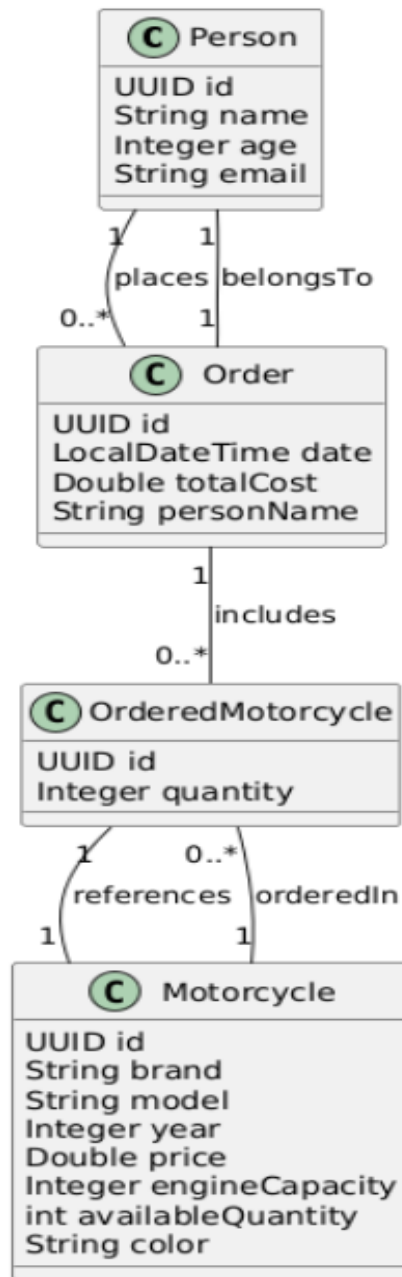 C Person
UUID id
String name
Integer age
String email
1 1
places belongsTo
0..* 1
C Order
UUID id
LocalDateTime date
Double totalCost
String personName
1
includes
0..*
C OrderedMotorcycle
UUID id
Integer quantity
1 0..*
references orderedIn
1 1
C Motorcycle
UUID id
String brand
String model
Integer year
Double price
Integer engineCapacity
int availableQuantity
String color